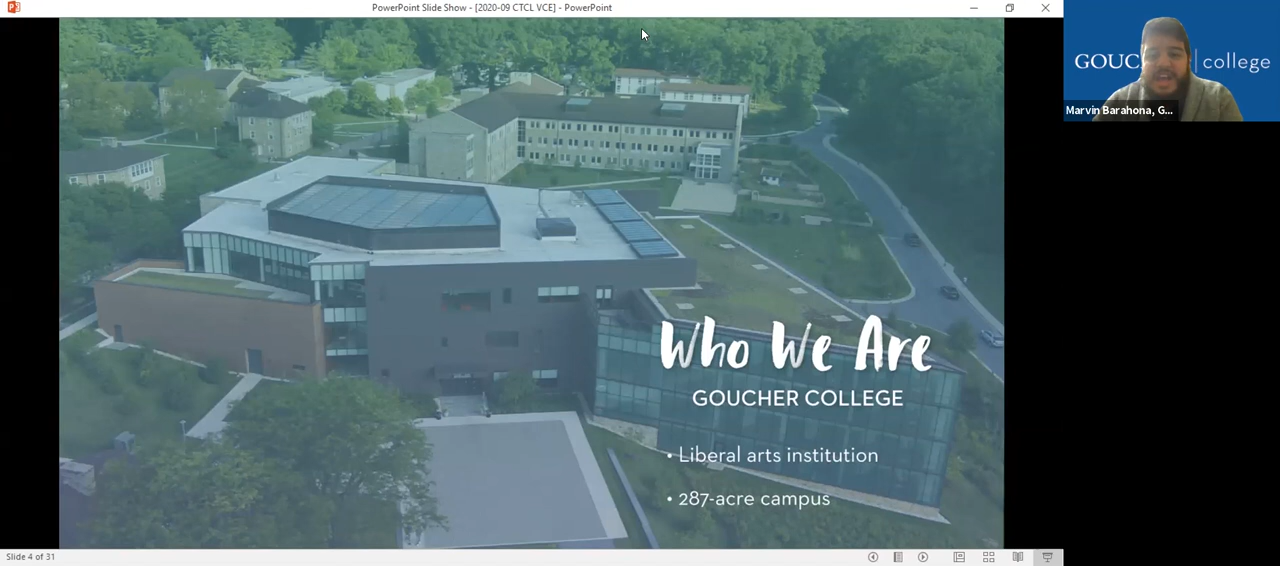 PowerPoint Slide Show - [2020-09 CTCL VCE] - PowerPoint
GOUC
college
Marvin Barahona, G...
Who We Are
GOUCHER COLLEGE
• Liberal arts institution
• 287-acre campus
Slide 4 of 31